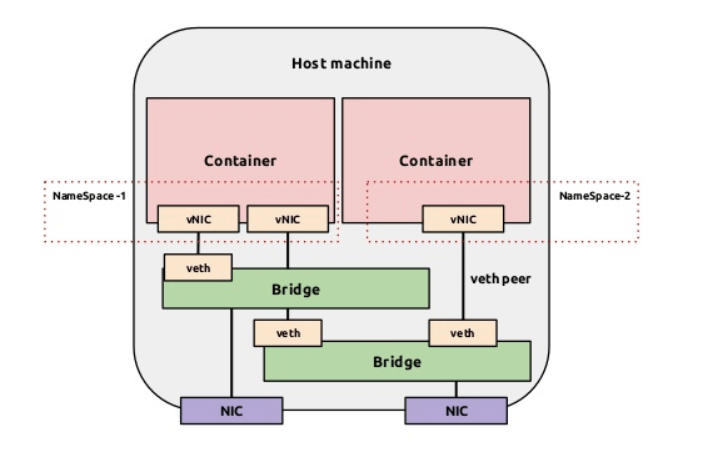 Host machine
Container
Container
NameSpace -1
NameSpace-2
vNIC
vNIC
vNIC
veth
veth peer
Bridge
veth
veth
Bridge
NIC
NIC